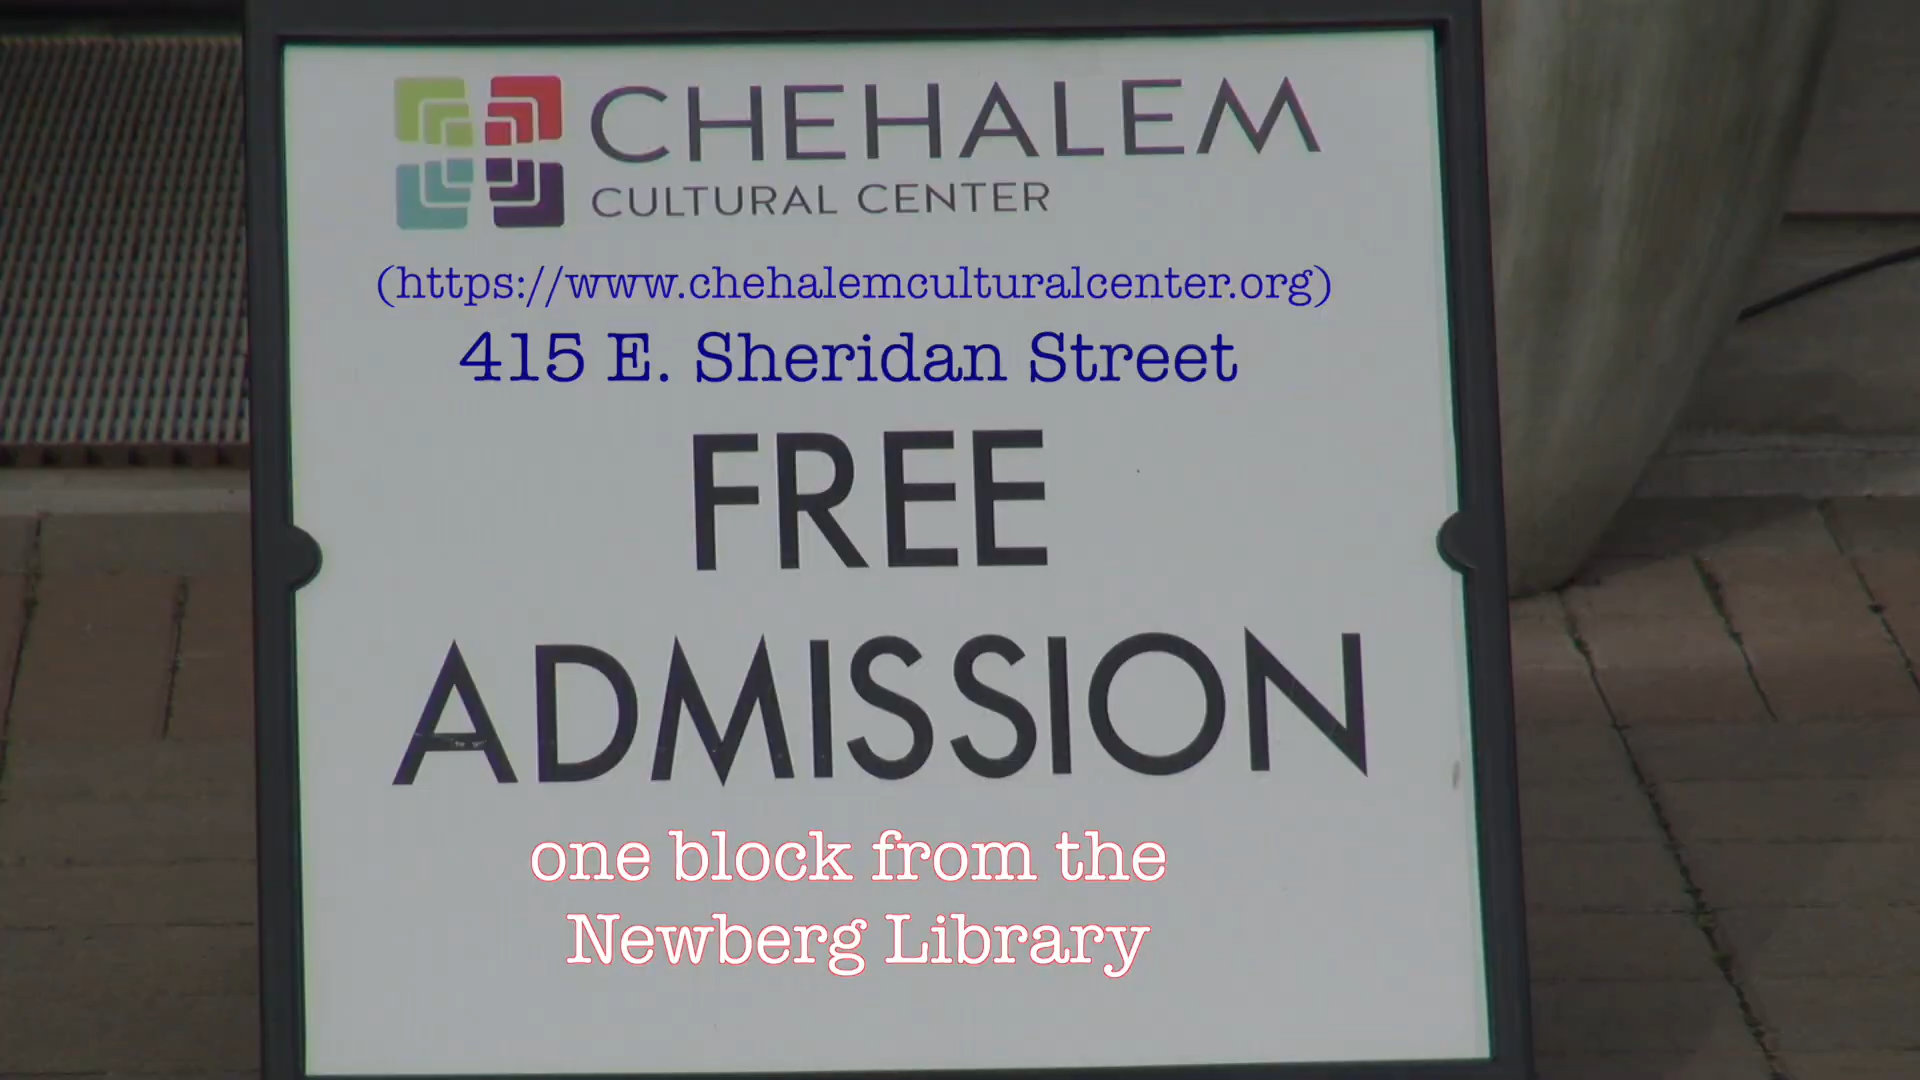 CHEHALEM
CULTURAL CENTER
(https://www.chehalemculturalcenter.org)
415 E. Sheridan Street
FREE
ADMISSION
one block from the
Newberg Library